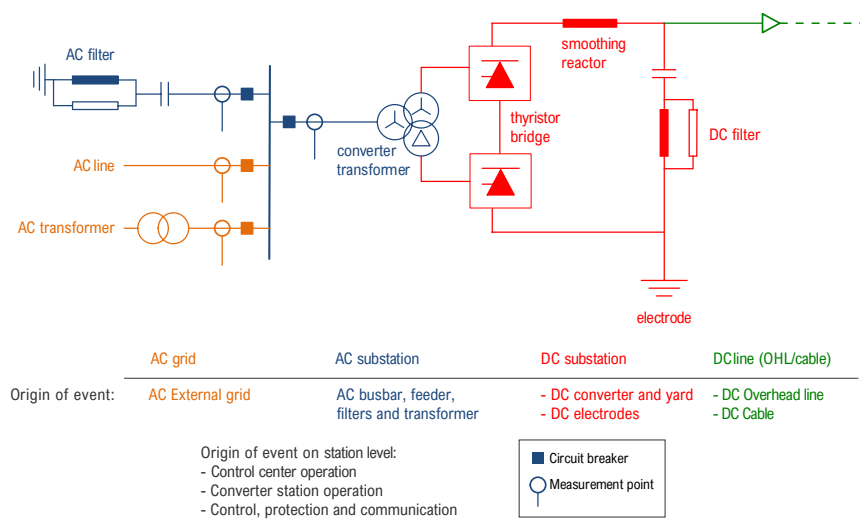 AC filter
smoothing
reactor
thyristor
bridge
DC filter
converter
transformer
AC line
AC transformer
electrode
AC grid
AC substation
DC substation
DC line (OHL/cable)
Origin of event:
AC External grid
AC busbar, feeder,
filters and transformer
- DC converter and yard
- DC electrodes
- DC Overhead line
- DC Cable
Origin of event on station level:
- Control center operation
- Converter station operation
- Control, protection and communication
Circuit breaker
Measurement point